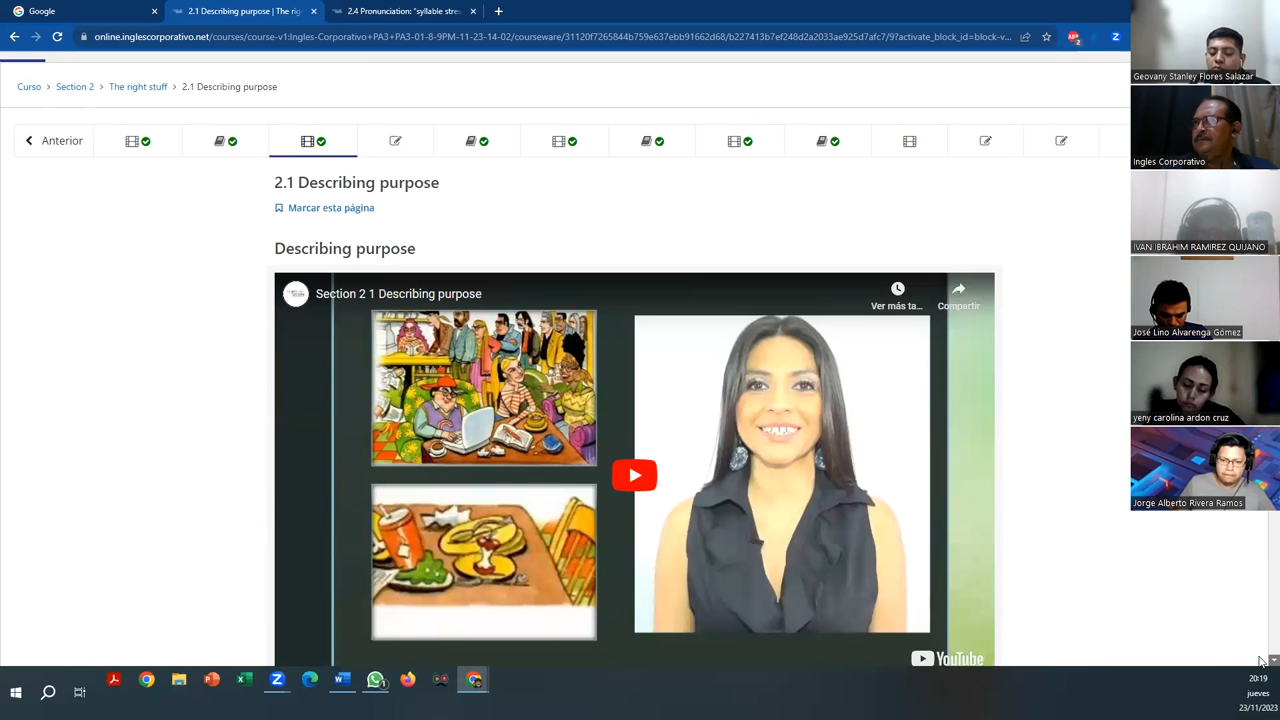 Google
2.1 Describing purpose | The rig
2.4 Pronunciation: "syllable stre
online.inglescorporativo.net/courses/course-v1:Ingles-Corporativo+PA3+PA3-01-8-9PM-11-23-14-02/courseware/31120f7265844b759e637ebb91662d68/b227413b7ef248d2a2033ae925d7afc7/9?activate_block_id=block-v...
Curso > Section 2 > The right stuff > 2.1 Describing purpose
Anterior
2.1 Describing purpose
Marcar esta página
Describing purpose
Section 2 1 Describing purpose
Ver más ta...
Compartir
YouTube
Geovany Stanley Flores Salazar
Ingles Corporativo
IVAN IBRAHIM RAMIREZ QUIJANO
José Lino Alvarenga Gómez
yeny carolina ardon cruz
Jorge Alberto Rivera Ramos
20:19
jueves
23/11/2023